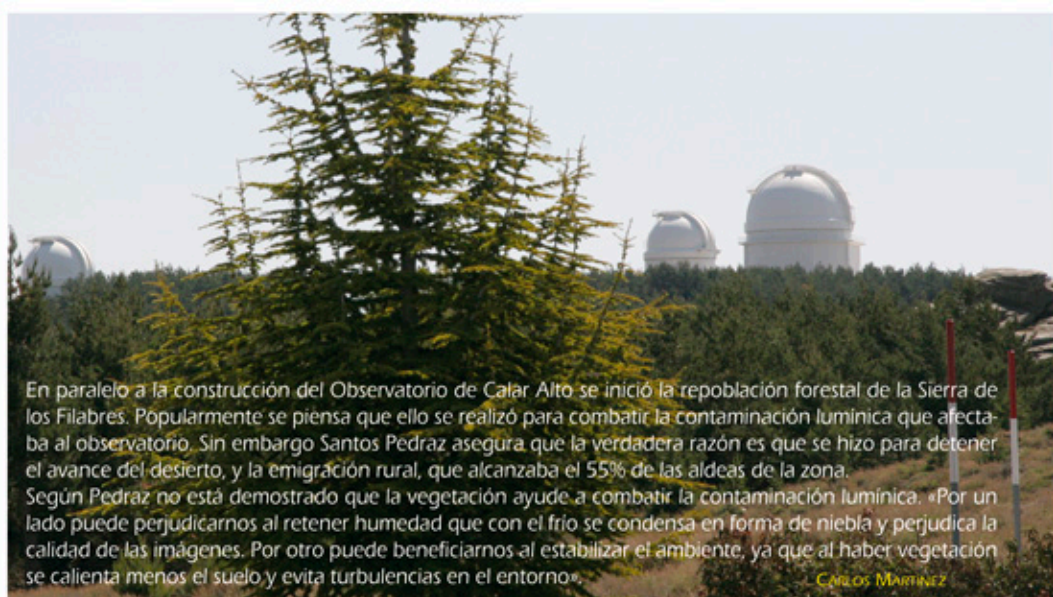 En paralelo a la construcción del Observatorio de Calar Alto se inició la repoblación forestal de la Sierra de
los Filabres. Popularmente se piensa que ello se realizó para combatir la contaminación lumínica que afecta-
ba al observatorio. Sin embargo Santos Pedraz asegura que la verdadera razón es que se hizo para detener
el avance del desierto, y la emigración rural, que alcanzaba el 55% de las aldeas de la zona.
Según Pedraz no está demostrado que la vegetación ayude a combatir la contaminación lumínica. «Por un
lado puede perjudicarnos al retener humedad que con el frío se condensa en forma de niebla y perjudica la
calidad de las imágenes. Por otro puede beneficiarnos al estabilizar el ambiente, ya que al haber vegetación
se calienta menos el suelo y evita turbulencias en el entorno».
CARLOS MARTÍNEZ